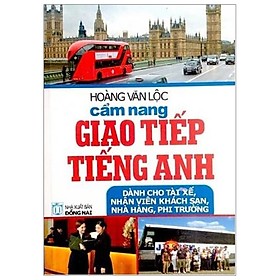 HOÀNG VĂN LỘC
cẩm nang
GIAO TIẾP
TIẾNG ANH
DÀNH CHO TÀI XẾ,
NHÂN VIÊN KHÁCH SẠN,
NHÀ HÀNG, PHI TRƯỜNG
NHÀ XUẤT BẢN
ĐỒNG NAI